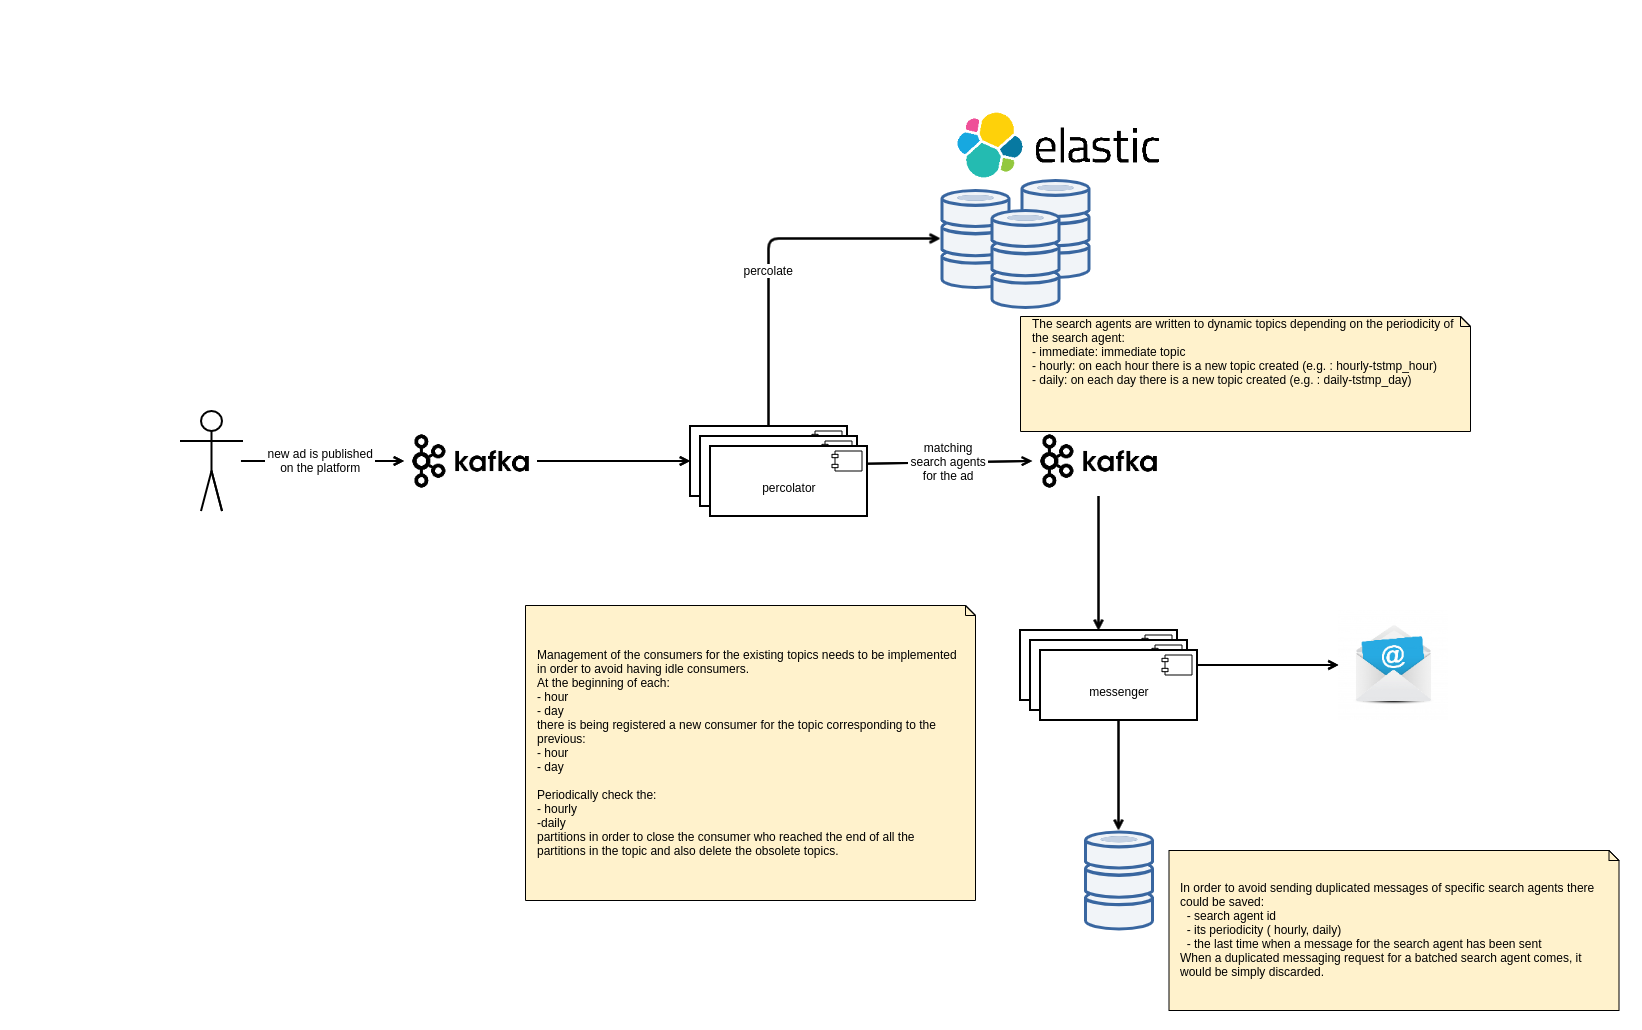 elastic
percolate
The search agents are written to dynamic topics depending on the periodicity of
the search agent:
- immediate: immediate topic
- hourly: on each hour there is a new topic created (e.g. : hourly-tstmp_hour)
- daily: on each day there is a new topic created (e.g. : daily-tstmp_day)
new ad is published
on the platform
kafka
percolator
matching
search agents
for the ad
kafka
Management of the consumers for the existing topics needs to be implemented
in order to avoid having idle consumers.
At the beginning of each:
- hour
- day
there is being registered a new consumer for the topic corresponding to the
previous:
- hour
- day
Periodically check the:
- hourly
-daily
partitions in order to close the consumer who reached the end of all the
partitions in the topic and also delete the obsolete topics.
messenger
@
In order to avoid sending duplicated messages of specific search agents there
could be saved:
- search agent id
- its periodicity ( hourly, daily)
- the last time when a message for the search agent has been sent
When a duplicated messaging request for a batched search agent comes, it
would be simply discarded.